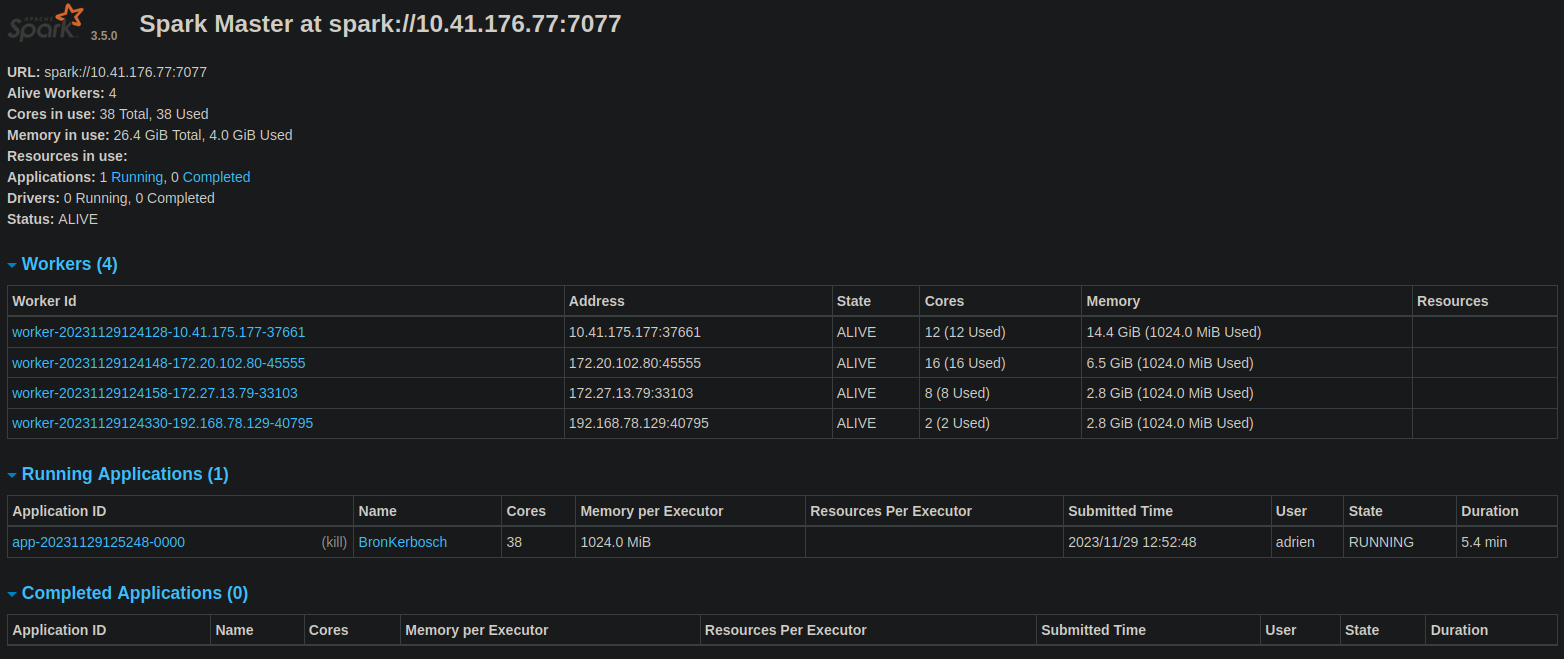 APACHE Spark 3.5.0 Spark Master at spark://10.41.176.77:7077
URL: spark://10.41.176.77:7077
Alive Workers: 4
Cores in use: 38 Total, 38 Used
Memory in use: 26.4 GiB Total, 4.0 GiB Used
Resources in use:
Applications: 1 Running, 0 Completed
Drivers: 0 Running, 0 Completed
Status: ALIVE
Workers (4)
Worker Id Address State Cores Memory Resources
worker-20231129124128-10.41.175.177-37661 10.41.175.177:37661 ALIVE 12 (12 Used) 14.4 GiB (1024.0 MiB Used)
worker-20231129124148-172.20.102.80-45555 172.20.102.80:45555 ALIVE 16 (16 Used) 6.5 GiB (1024.0 MiB Used)
worker-20231129124158-172.27.13.79-33103 172.27.13.79:33103 ALIVE 8 (8 Used) 2.8 GiB (1024.0 MiB Used)
worker-20231129124330-192.168.78.129-40795 192.168.78.129:40795 ALIVE 2 (2 Used) 2.8 GiB (1024.0 MiB Used)
Running Applications (1)
Application ID Name Cores Memory per Executor Resources Per Executor Submitted Time User State Duration
app-20231129125248-0000 (kill) BronKerbosch 38 1024.0 MiB 2023/11/29 12:52:48 adrien RUNNING 5.4 min
Completed Applications (0)
Application ID Name Cores Memory per Executor Resources Per Executor Submitted Time User State Duration